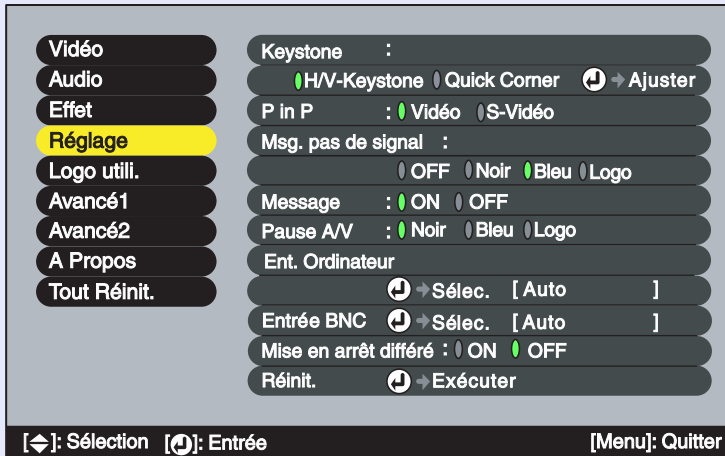 Vidéo
Audio
Effet
Réglage
Logo utili.
Avancé1
Avancé2
A Propos
Tout Réinit.
Keystone :
H/V-Keystone Quick Corner Ajuster
P in P : Vidéo S-Vidéo
Msg. pas de signal :
OFF Noir Bleu Logo
Message : ON OFF
Pause A/V : Noir Bleu Logo
Ent. Ordinateur
Sélec. [ Auto ]
Entrée BNC Sélec. [ Auto ]
Mise en arrêt différé : ON OFF
Réinit. Exécuter
[ ]: Sélection [ ]: Entrée [Menu]: Quitter